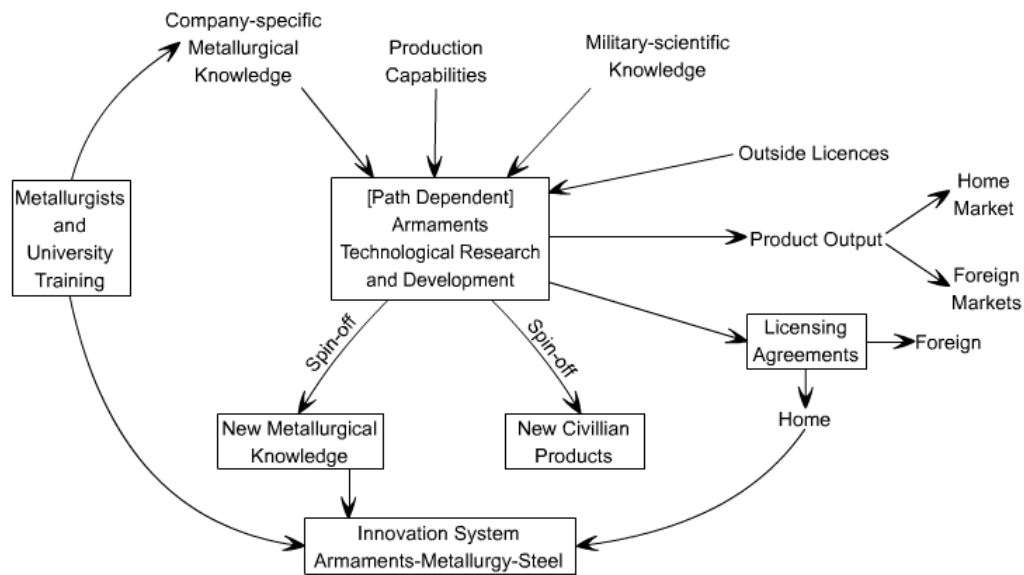 Company-specific
Metallurgical
Knowledge
Production
Capabilities
Military-scientific
Knowledge
Outside Licences
Metallurgists
and
University
Training
[Path Dependent]
Armaments
Technological Research
and Development
Product Output
Home
Market
Foreign
Markets
Licensing
Agreements
Foreign
Home
Spin-off
Spin-off
New Metallurgical
Knowledge
New Civillian
Products
Innovation System
Armaments-Metallurgy-Steel